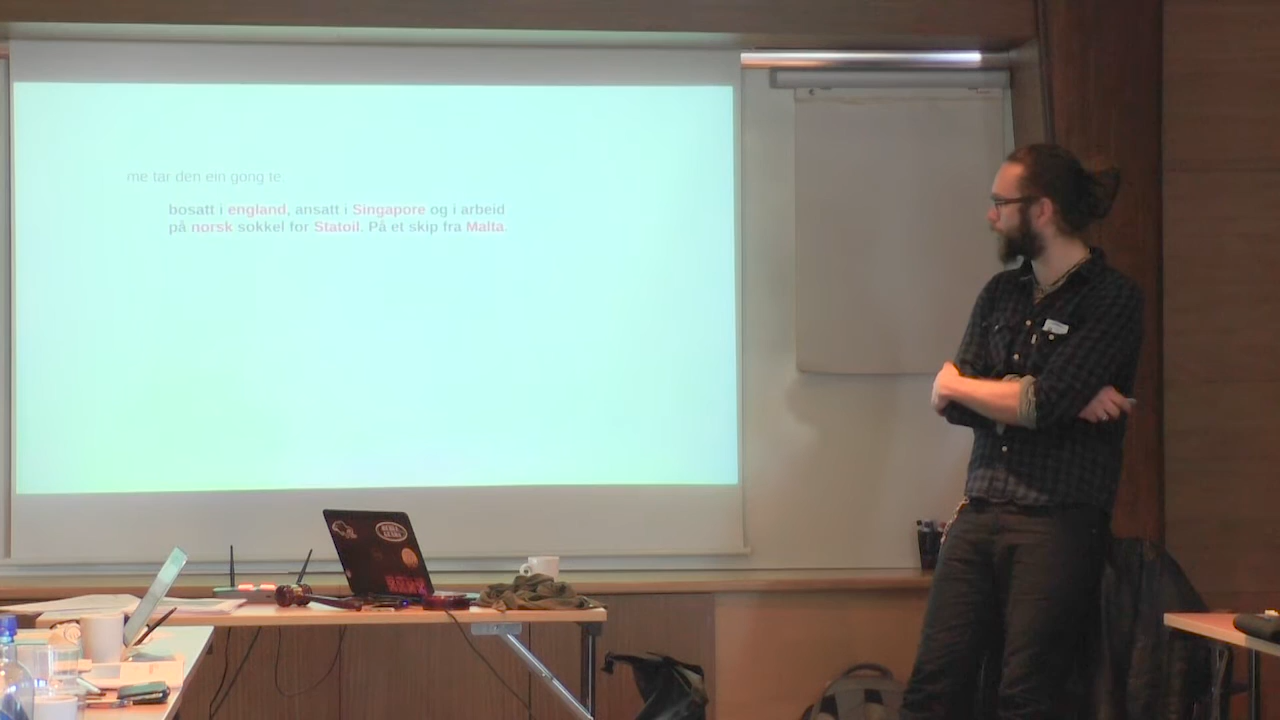 me tar den ein gong te.
bosatt i england, ansatt i Singapore og i arbeid
på norsk sokkel for Statoil. På et skip fra Malta.